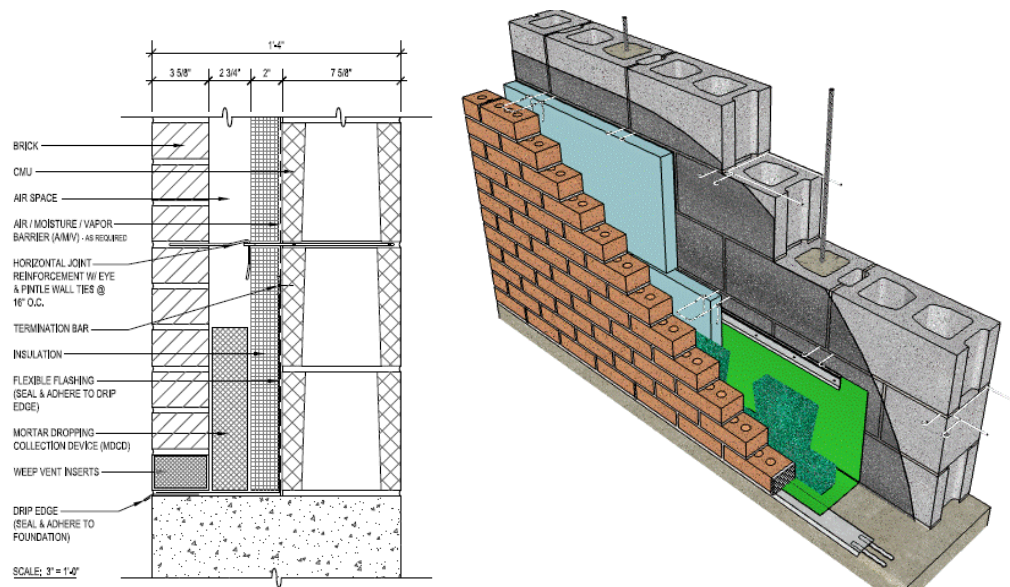 1'-4"
3 5/8" 2 3/4" 2" 7 5/8"
BRICK
CMU
AIR SPACE
AIR / MOISTURE / VAPOR
BARRIER (A/M/V) - AS REQUIRED
HORIZONTAL JOINT
REINFORCEMENT W/ EYE
& PINTLE WALL TIES @
16" O.C.
TERMINATION BAR
INSULATION
FLEXIBLE FLASHING
(SEAL & ADHERE TO DRIP
EDGE)
MORTAR DROPPING
COLLECTION DEVICE (MDCD)
WEEP VENT INSERTS
DRIP EDGE
(SEAL & ADHERE TO
FOUNDATION)
SCALE: 3" = 1'-0"